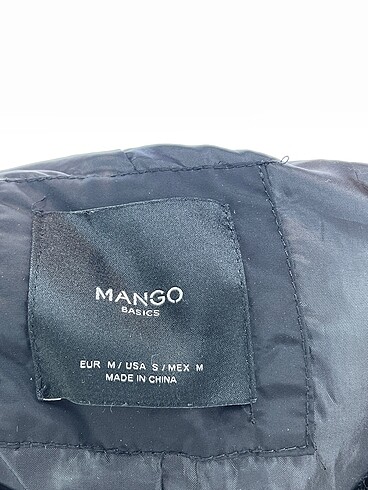 MANGO
BASICS
EUR M / USA S / MEX M
MADE IN CHINA